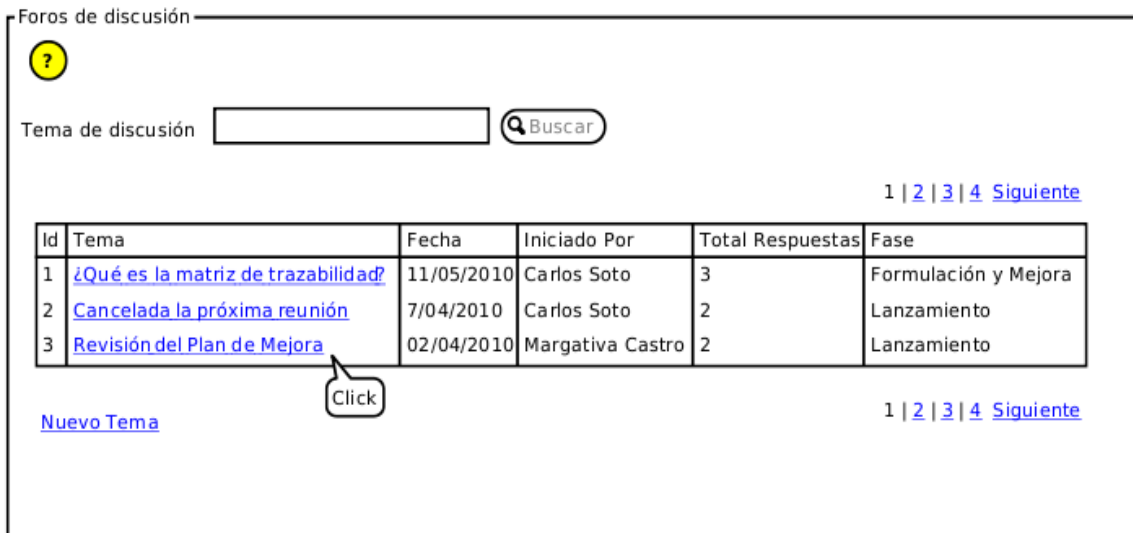 Foros de discusión
?
Tema de discusión Buscar
1 | 2 | 3 | 4 Siguiente
Id Tema Fecha Iniciado Por Total Respuestas Fase
1 ¿Qué es la matriz de trazabilidad? 11/05/2010 Carlos Soto 3 Formulación y Mejora
2 Cancelada la próxima reunión 7/04/2010 Carlos Soto 2 Lanzamiento
3 Revisión del Plan de Mejora 02/04/2010 Margativa Castro 2 Lanzamiento
Click
Nuevo Tema 1 | 2 | 3 | 4 Siguiente